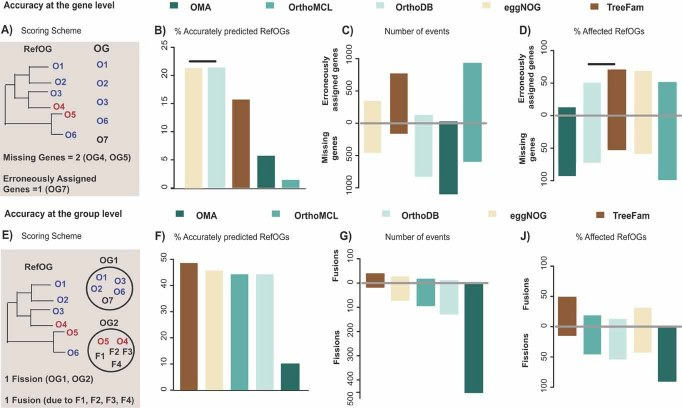 Accuracy at the gene level
OMA
OrthoMCL
OrthoDB
eggNOG
TreeFam
A)
Scoring Scheme
RefOG
OG
O1
O2
O3
O4
O5
O6
O1
O2
O3
O6
O7
Missing Genes = 2 (OG4, OG5)
Erroneously Assigned
Genes =1 (OG7)
B)
% Accurately predicted RefOGs
25
20
15
10
5
0
C)
Number of events
Erroneously
assigned genes
Missing
genes
1000
500
0
500
1000
D)
% Affected RefOGs
Erroneously
assigned genes
Missing
genes
100
50
0
50
100
Accuracy at the group level
OMA
OrthoMCL
OrthoDB
eggNOG
TreeFam
E)
Scoring Scheme
RefOG
O1
O2
O3
O4
O5
O6
OG1
O1
O3
O2
O6
O7
OG2
O5
O4
F1
F2
F3
F4
1 Fission (OG1, OG2)
1 Fusion (due to F1, F2, F3, F4)
F)
% Accurately predicted RefOGs
50
40
30
20
10
0
G)
Number of events
Fusions
Fissions
100
0
100
200
300
400
500
J)
% Affected RefOGs
Fusions
Fissions
100
50
0
50
100